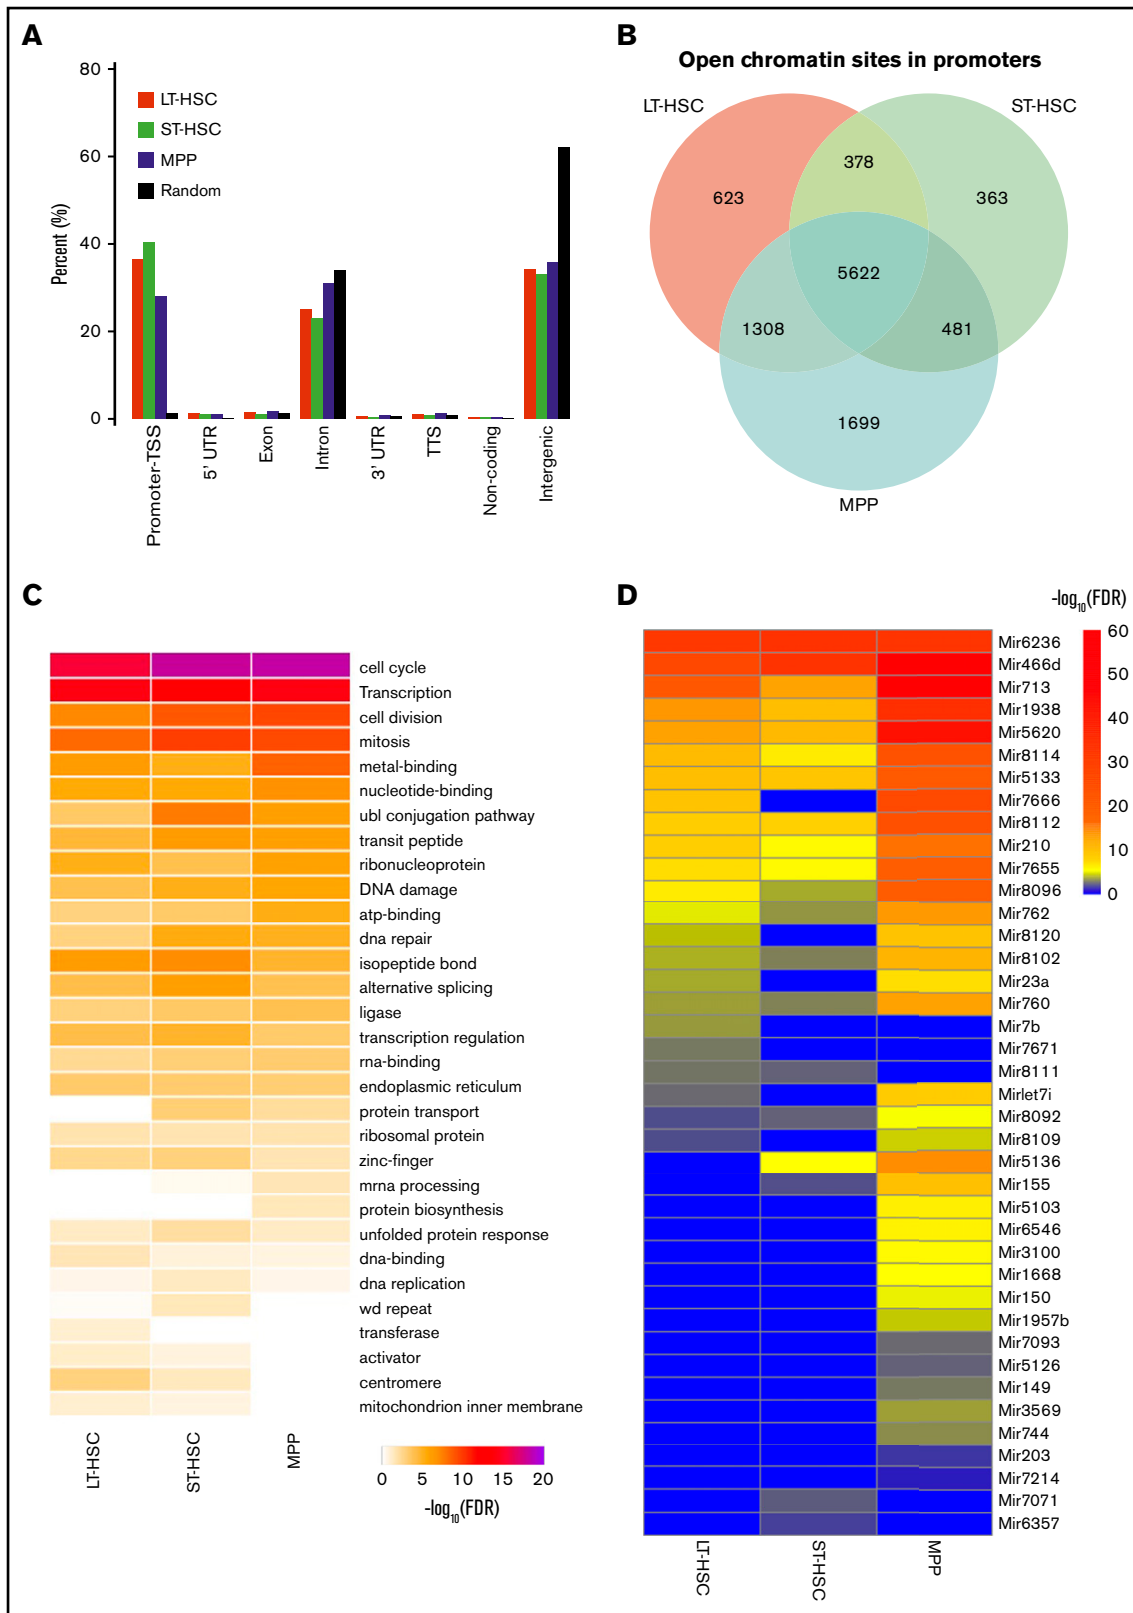 A
80
60
40
20
0
Percent (%)
LT-HSC
ST-HSC
MPP
Random
Promoter-TSS
5' UTR
Exon
Intron
3' UTR
TTS
Non-coding
Intergenic
B
Open chromatin sites in promoters
LT-HSC
ST-HSC
378
623
363
5622
1308
481
1699
MPP
C
cell cycle
Transcription
cell division
mitosis
metal-binding
nucleotide-binding
ubl conjugation pathway
transit peptide
ribonucleoprotein
DNA damage
atp-binding
dna repair
isopeptide bond
alternative splicing
ligase
transcription regulation
rna-binding
endoplasmic reticulum
protein transport
ribosomal protein
zinc-finger
mrna processing
protein biosynthesis
unfolded protein response
dna-binding
dna replication
wd repeat
transferase
activator
centromere
mitochondrion inner membrane
LT-HSC
ST-HSC
MPP
0 5 10 15 20
-log10(FDR)
D
-log10(FDR)
60
50
40
30
20
10
0
Mir6236
Mir466d
Mir713
Mir1938
Mir5620
Mir8114
Mir5133
Mir7666
Mir8112
Mir210
Mir7655
Mir8096
Mir762
Mir8120
Mir8102
Mir23a
Mir760
Mir7b
Mir7671
Mir8111
Mirlet7i
Mir8092
Mir8109
Mir5136
Mir155
Mir5103
Mir6546
Mir3100
Mir1668
Mir150
Mir1957b
Mir7093
Mir5126
Mir149
Mir3569
Mir744
Mir203
Mir7214
Mir7071
Mir6357
LT-HSC
ST-HSC
MPP